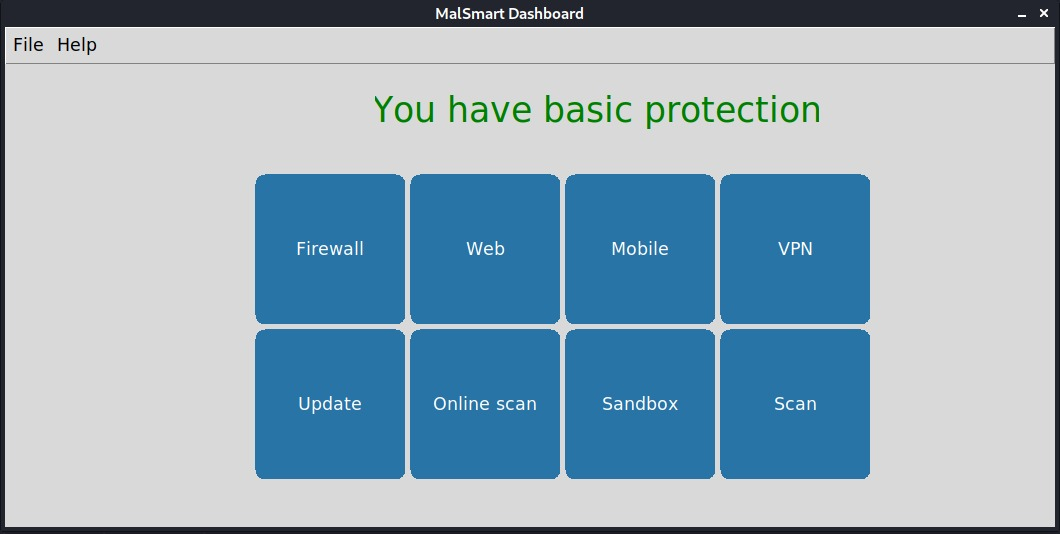 MalSmart Dashboard
File Help
You have basic protection
Firewall Web Mobile VPN
Update Online scan Sandbox Scan